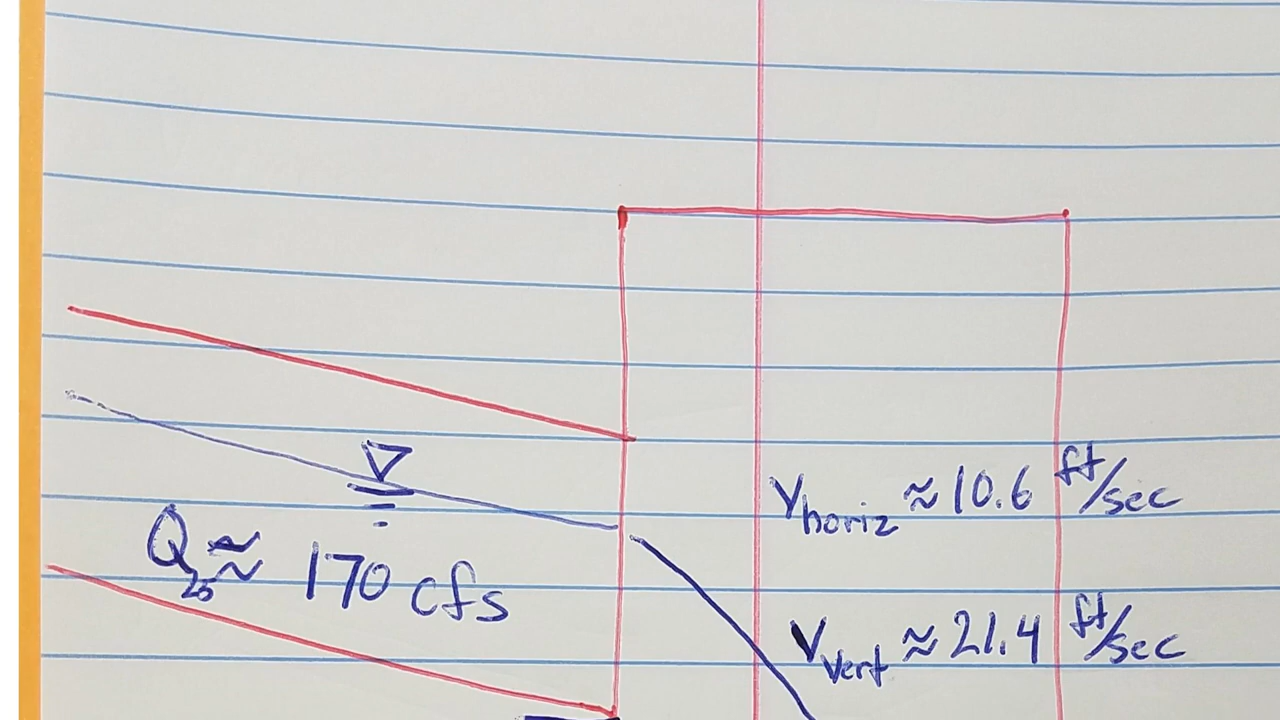 V horiz ≈ 10.6 ft/sec
Q25 ≈ 170 cfs
V vert ≈ 21.4 ft/sec